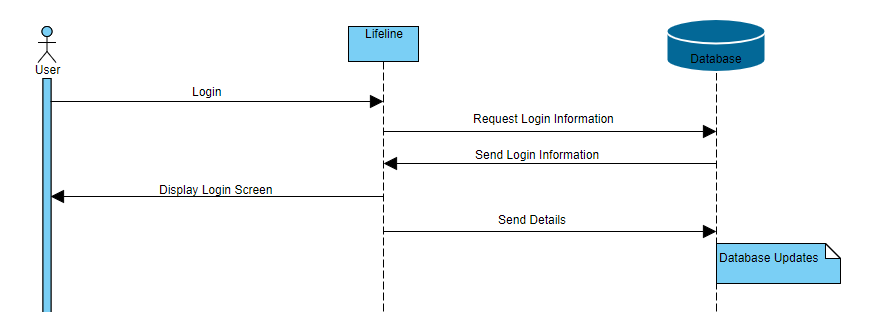 User
Lifeline
Database
Login
Request Login Information
Send Login Information
Display Login Screen
Send Details
Database Updates